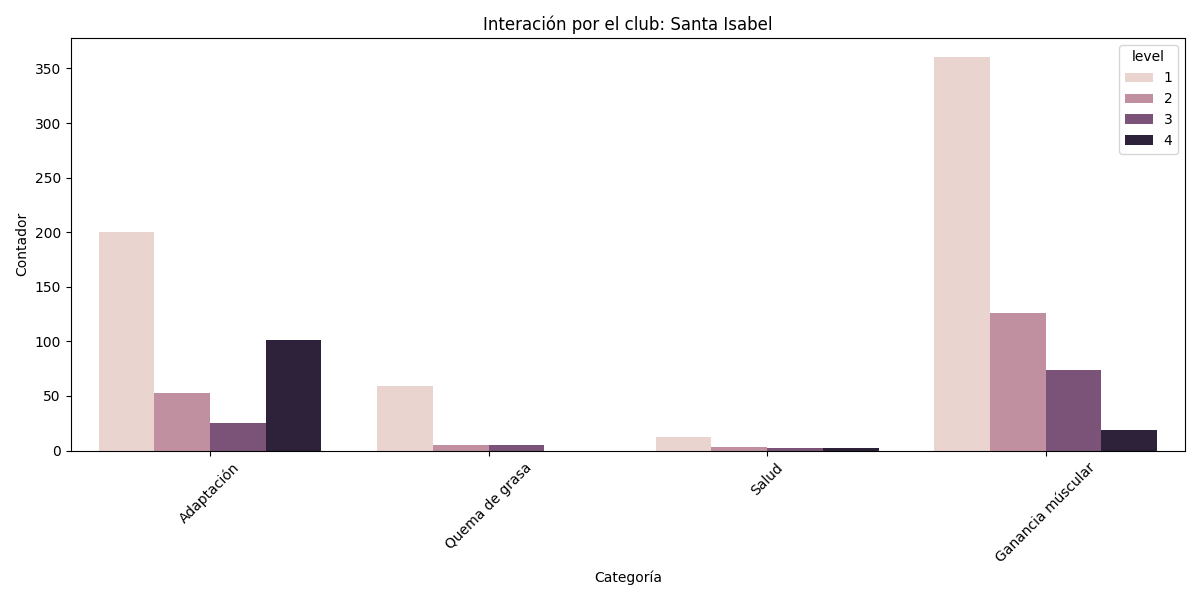 Interación por el club: Santa Isabel
level
1
2
3
4
Contador
350
300
250
200
150
100
50
0
Adaptación
Quema de grasa
Salud
Ganancia múscular
Categoría